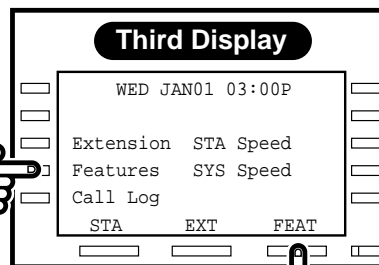 Third Display
WED JAN01 03:00P
Extension STA Speed
Features SYS Speed
Call Log
STA EXT FEAT